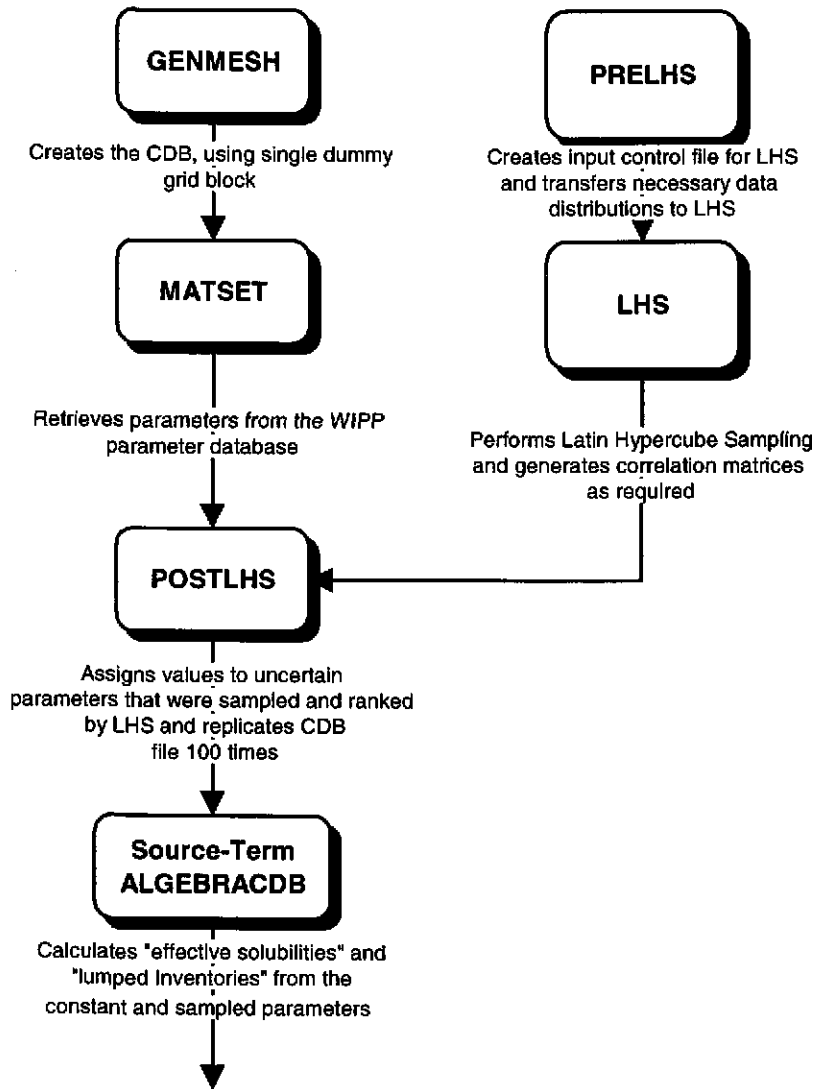 GENMESH
Creates the CDB, using single dummy
grid block
MATSET
Retrieves parameters from the WIPP
parameter database
PRELHS
Creates input control file for LHS
and transfers necessary data
distributions to LHS
LHS
Performs Latin Hypercube Sampling
and generates correlation matrices
as required
POSTLHS
Assigns values to uncertain
parameters that were sampled and ranked
by LHS and replicates CDB
file 100 times
Source-Term
ALGEBRACDB
Calculates "effective solubilities" and
"lumped Inventories" from the
constant and sampled parameters